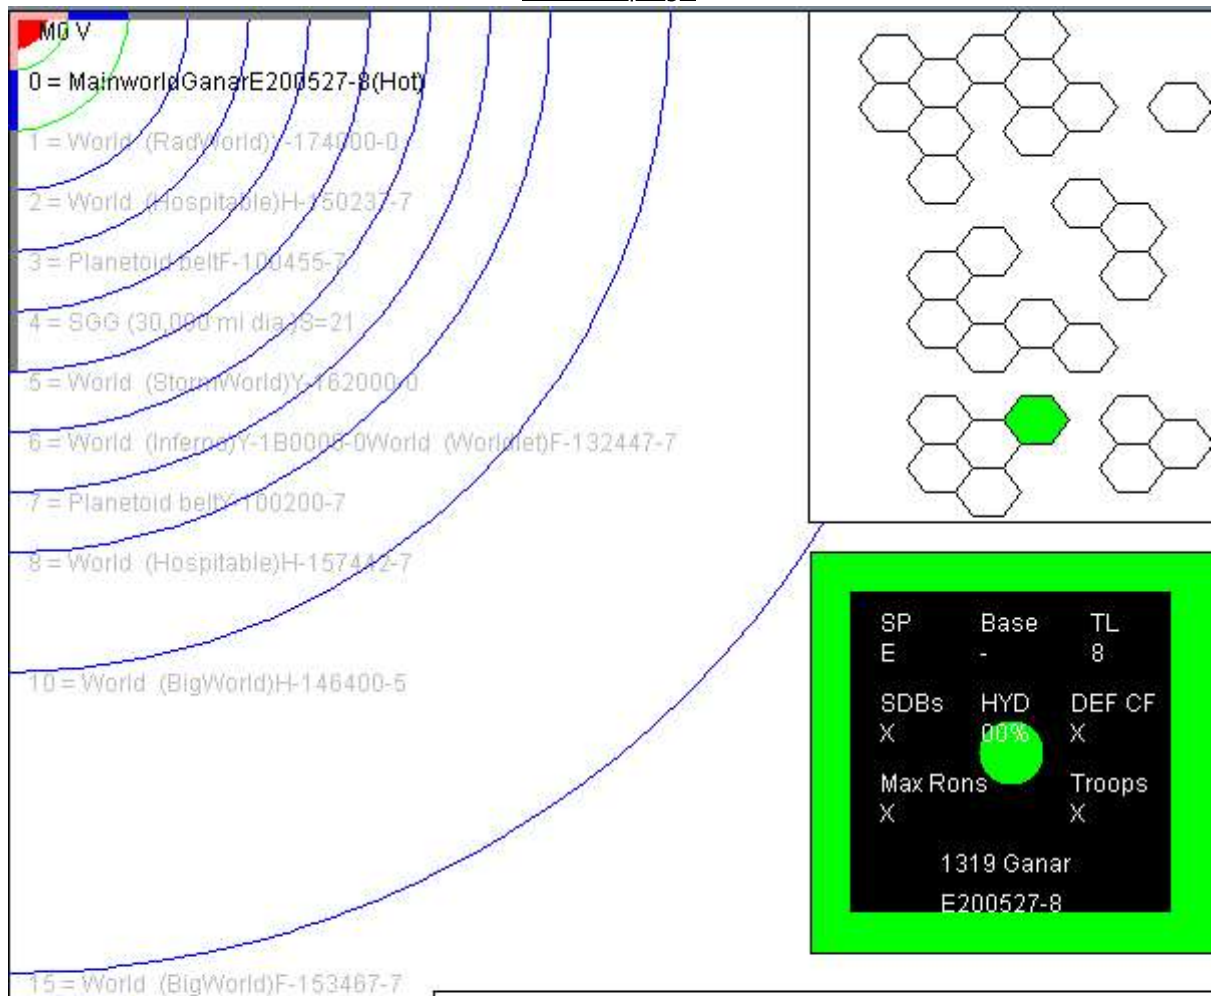 M0 V
0 = MainworldGanarE200527-8(Hot)
1 = World (RadWorld)Y-174000-0
2 = World (Hospitable)H-150237-7
3 = Planetoid beltF-100455-7
4 = SGG (30,000 mi dia.)S=21
5 = World (StormWorld)Y-162000-0
6 = World (Inferno)Y-1B0000-0World (Worldlet)F-132447-7
7 = Planetoid beltY-100200-7
8 = World (Hospitable)H-157442-7
10 = World (BigWorld)H-146400-5
15 = World (BigWorld)F-153467-7
SP Base TL
E - 8
SDBs HYD DEF CF
X 00% X
Max Rons Troops
X X
1319 Ganar
E200527-8